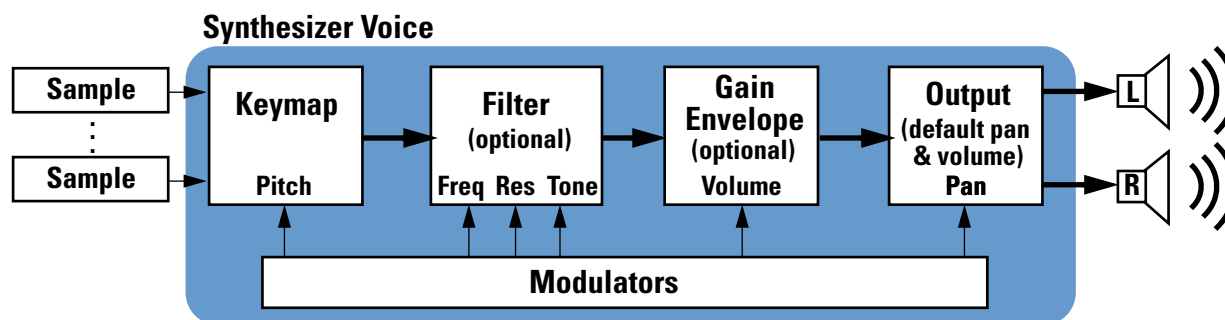 Synthesizer Voice
Sample
⋮
Sample
Keymap
Pitch
Filter
(optional)
Freq Res Tone
Gain
Envelope
(optional)
Volume
Output
(default pan
& volume)
Pan
L
R
Modulators